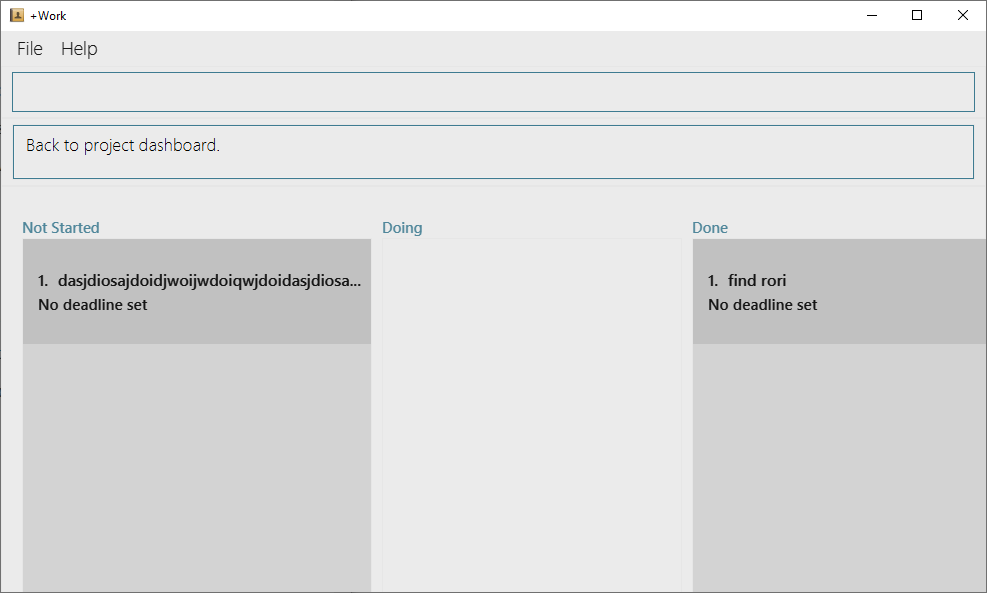 +Work
File Help
Back to project dashboard.
Not Started
1. dasjdiosajdoidjwoijwdoiqwjdoidasjdiosa...
No deadline set
Doing
Done
1. find rori
No deadline set